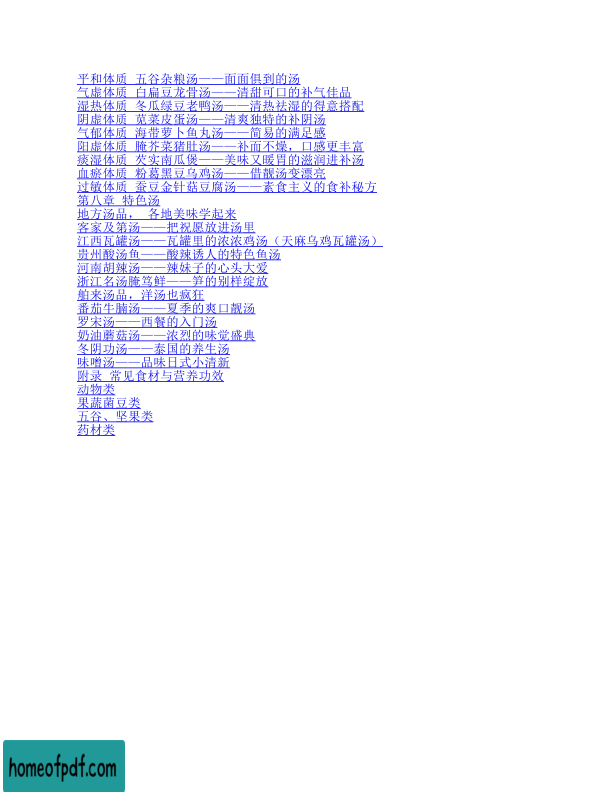 平和体质 五谷杂粮汤——面面俱到的汤
气虚体质 白扁豆龙骨汤——清甜可口的补气佳品
湿热体质 冬瓜绿豆老鸭汤——清热祛湿的得意搭配
阴虚体质 苋菜皮蛋汤——清爽独特的补阴汤
气郁体质 海带萝卜鱼丸汤——简易的满足感
阳虚体质 腌芥菜猪肚汤——补而不燥，口感更丰富
痰湿体质 芡实南瓜煲——美味又暖胃的滋润进补汤
血瘀体质 粉葛黑豆乌鸡汤——借靓汤变漂亮
过敏体质 蚕豆金针菇豆腐汤——素食主义的食补秘方
第八章 特色汤
地方汤品， 各地美味学起来
客家及第汤——把祝愿放进汤里
江西瓦罐汤——瓦罐里的浓浓鸡汤（天麻乌鸡瓦罐汤）
贵州酸汤鱼——酸辣诱人的特色鱼汤
河南胡辣汤——辣妹子的心头大爱
浙江名汤腌笃鲜——笋的别样绽放
舶来汤品，洋汤也疯狂
番茄牛腩汤——夏季的爽口靓汤
罗宋汤——西餐的入门汤
奶油蘑菇汤——浓烈的味觉盛典
冬阴功汤——泰国的养生汤
味噌汤——品味日式小清新
附录 常见食材与营养功效
动物类
果蔬菌豆类
五谷、坚果类
药材类
homeofpdf.com